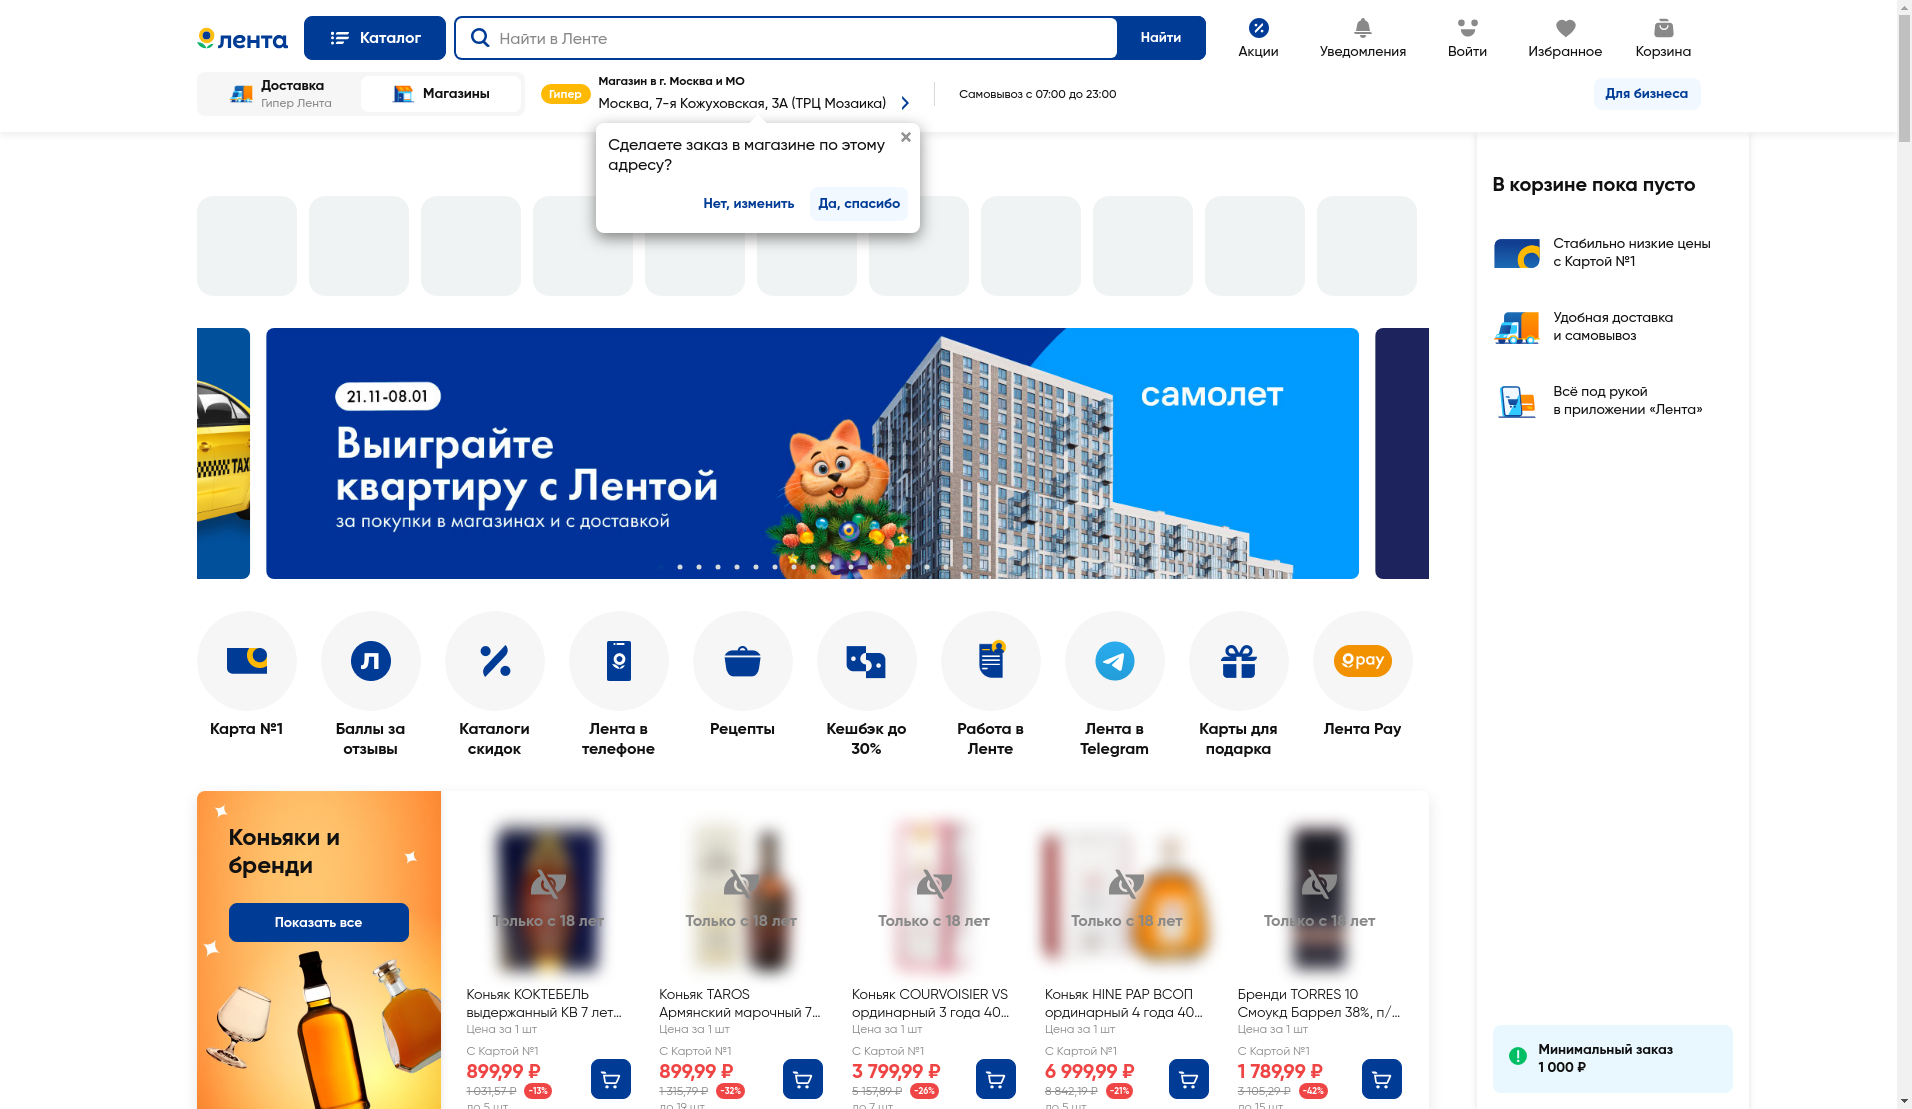 лента
Каталог
Найти в Ленте
Найти
Акции
Уведомления
Войти
Избранное
Корзина
Доставка
Гипер Лента
Магазины
Гипер
Магазин в г. Москва и МО
Москва, 7-я Кожуховская, 3А (ТРЦ Мозаика)
Самовывоз с 07:00 до 23:00
Для бизнеса
Сделаете заказ в магазине по этому
адресу?
Нет, изменить
Да, спасибо
В корзине пока пусто
Стабильно низкие цены
с Картой №1
Удобная доставка
и самовывоз
Всё под рукой
в приложении «Лента»
TAXI
21.11-08.01
Выиграйте
квартиру с Лентой
за покупки в магазинах и с доставкой
самолет
Карта №1
Баллы за
отзывы
Каталоги
скидок
Лента в
телефоне
Рецепты
Кешбэк до
30%
Работа в
Ленте
Лента в
Telegram
Карты для
подарка
pay
Лента Pay
Коньяки и
бренди
Показать все
Только с 18 лет
Коньяк КОКТЕБЕЛЬ
выдержанный КВ 7 лет...
Цена за 1 шт
С Картой №1
899,99 ₽
1 031,57 ₽ -13%
до 5 шт
Только с 18 лет
Коньяк TAROS
Армянский марочный 7...
Цена за 1 шт
С Картой №1
899,99 ₽
1 315,79 ₽ -32%
до 19 шт
Только с 18 лет
Коньяк COURVOISIER VS
ординарный 3 года 40...
Цена за 1 шт
С Картой №1
3 799,99 ₽
5 157,89 ₽ -26%
до 7 шт
Только с 18 лет
Коньяк HINE РАР ВСОП
ординарный 4 года 40...
Цена за 1 шт
С Картой №1
6 999,99 ₽
8 842,19 ₽ -21%
до 5 шт
Только с 18 лет
Бренди TORRES 10
Смоукд Баррел 38%, п/...
Цена за 1 шт
С Картой №1
1 789,99 ₽
3 105,29 ₽ -42%
до 15 шт
Минимальный заказ
1 000 ₽